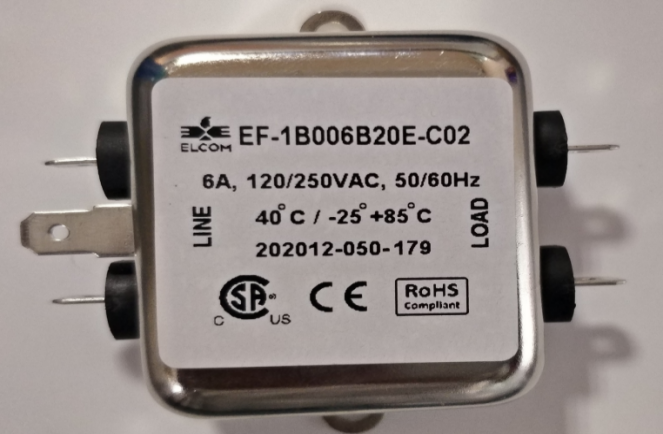 ELCOM EF-1B006B20E-C02
6A, 120/250VAC, 50/60Hz
LINE
40°C / -25°+85°C
LOAD
202012-050-179
C SA® US
CE
RoHS
Compliant